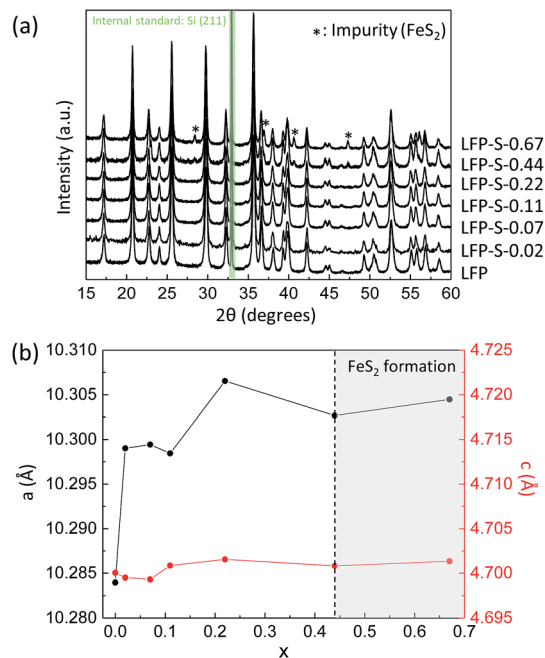 (a)
Internal standard: Si (211)
*: Impurity (FeS₂)
* * * *
Intensity (a.u.)
LFP-S-0.67
LFP-S-0.44
LFP-S-0.22
LFP-S-0.11
LFP-S-0.07
LFP-S-0.02
LFP
15 20 25 30 35 40 45 50 55 60
2θ (degrees)
(b)
FeS₂ formation
10.310
10.305
10.300
10.295
10.290
10.285
10.280
a (Å)
4.725
4.720
4.715
4.710
4.705
4.700
4.695
c (Å)
0.0 0.1 0.2 0.3 0.4 0.5 0.6 0.7
x